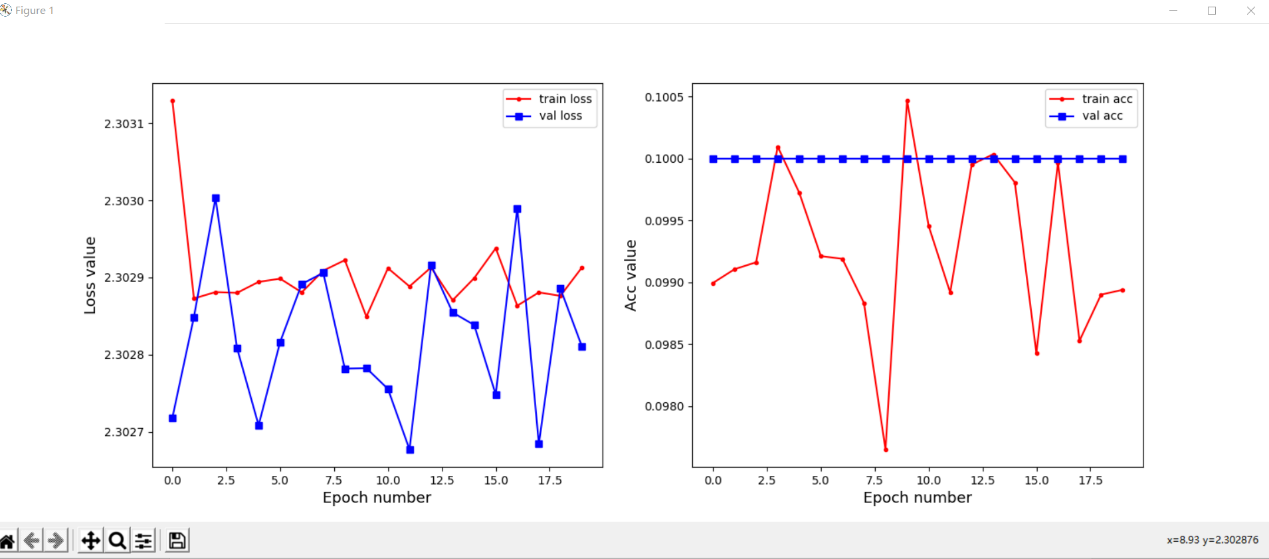 Figure 1
train loss
val loss
2.3031
2.3030
2.3029
2.3028
2.3027
Loss value
0.0 2.5 5.0 7.5 10.0 12.5 15.0 17.5
Epoch number
train acc
val acc
0.1005
0.1000
0.0995
0.0990
0.0985
0.0980
Acc value
0.0 2.5 5.0 7.5 10.0 12.5 15.0 17.5
Epoch number
x=8.93 y=2.302876